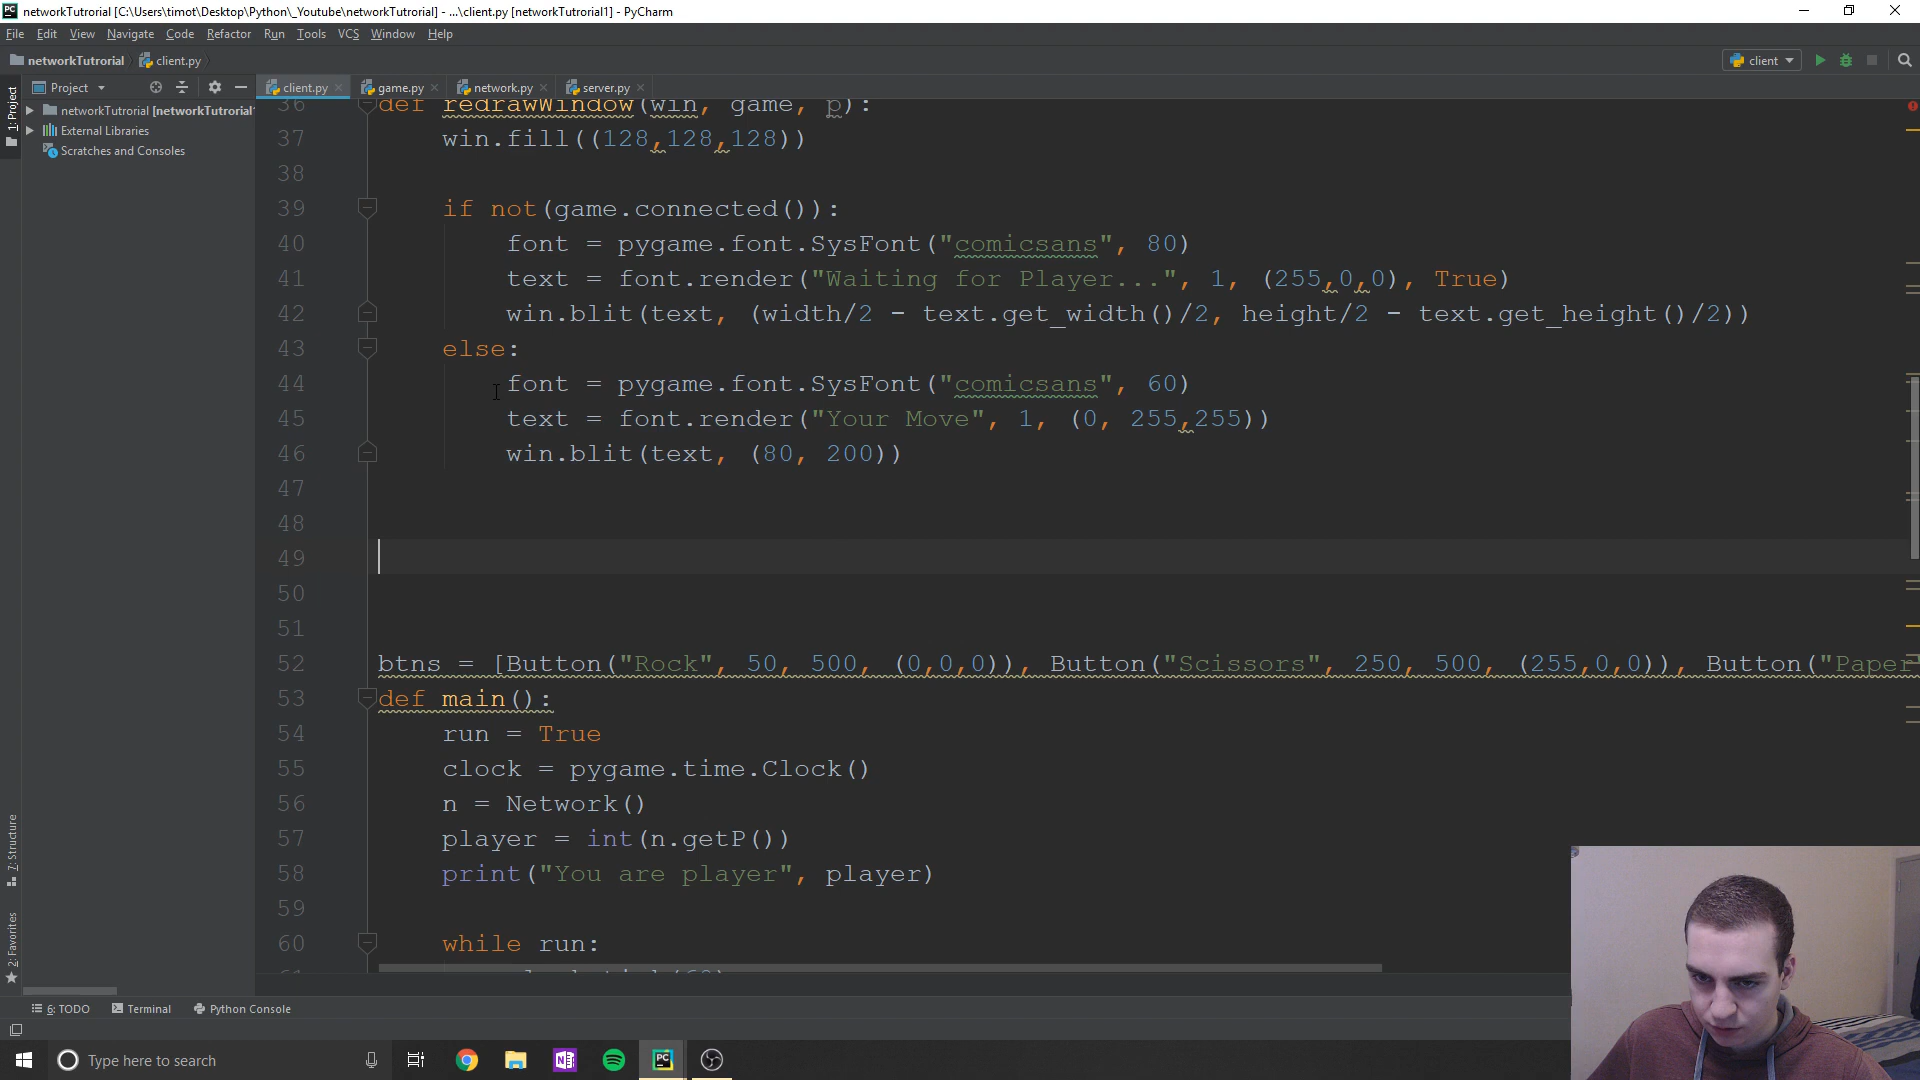 networkTutrorial [C:\Users\timot\Desktop\Python\_Youtube\networkTutrorial] - ...\client.py [networkTutorial1] - PyCharm
File Edit View Navigate Code Refactor Run Tools VCS Window Help
networkTutrorial client.py client
Project client.py game.py network.py server.py
1: Project
networkTutrorial [networkTutorial1
External Libraries
Scratches and Consoles
36 def redrawWindow(win, game, p):
37 win.fill((128,128,128))
38
39 if not(game.connected()):
40 font = pygame.font.SysFont("comicsans", 80)
41 text = font.render("Waiting for Player...", 1, (255,0,0), True)
42 win.blit(text, (width/2 - text.get_width()/2, height/2 - text.get_height()/2))
43 else:
44 font = pygame.font.SysFont("comicsans", 60)
45 text = font.render("Your Move", 1, (0, 255,255))
46 win.blit(text, (80, 200))
47
48
49
50
51
52 btns = [Button("Rock", 50, 500, (0,0,0)), Button("Scissors", 250, 500, (255,0,0)), Button("Paper"
53 def main():
54 run = True
55 clock = pygame.time.Clock()
56 n = Network()
57 player = int(n.getP())
58 print("You are player", player)
59
60 while run:
7: Structure
2: Favorites
6: TODO Terminal Python Console
Type here to search